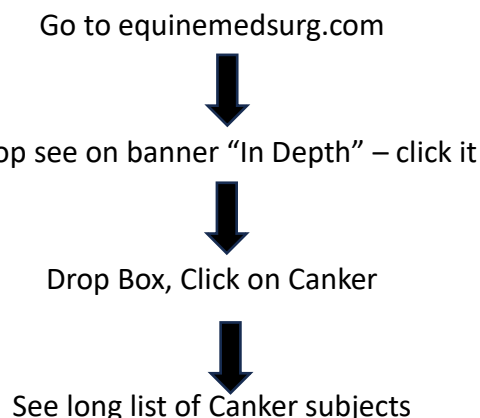 Go to equinemedsurg.com
op see on banner “In Depth” – click it
Drop Box, Click on Canker
See long list of Canker subjects